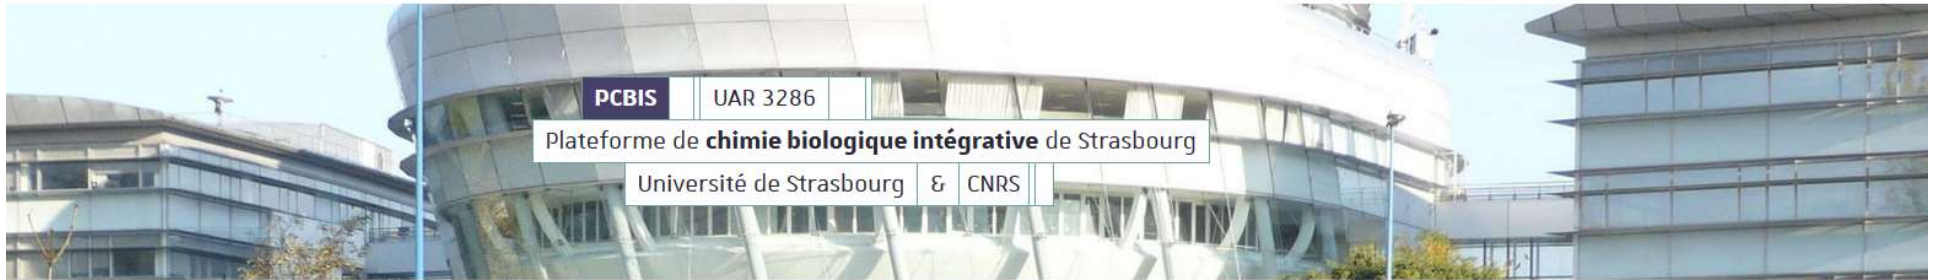 PCBIS UAR 3286
Plateforme de chimie biologique intégrative de Strasbourg
Université de Strasbourg & CNRS